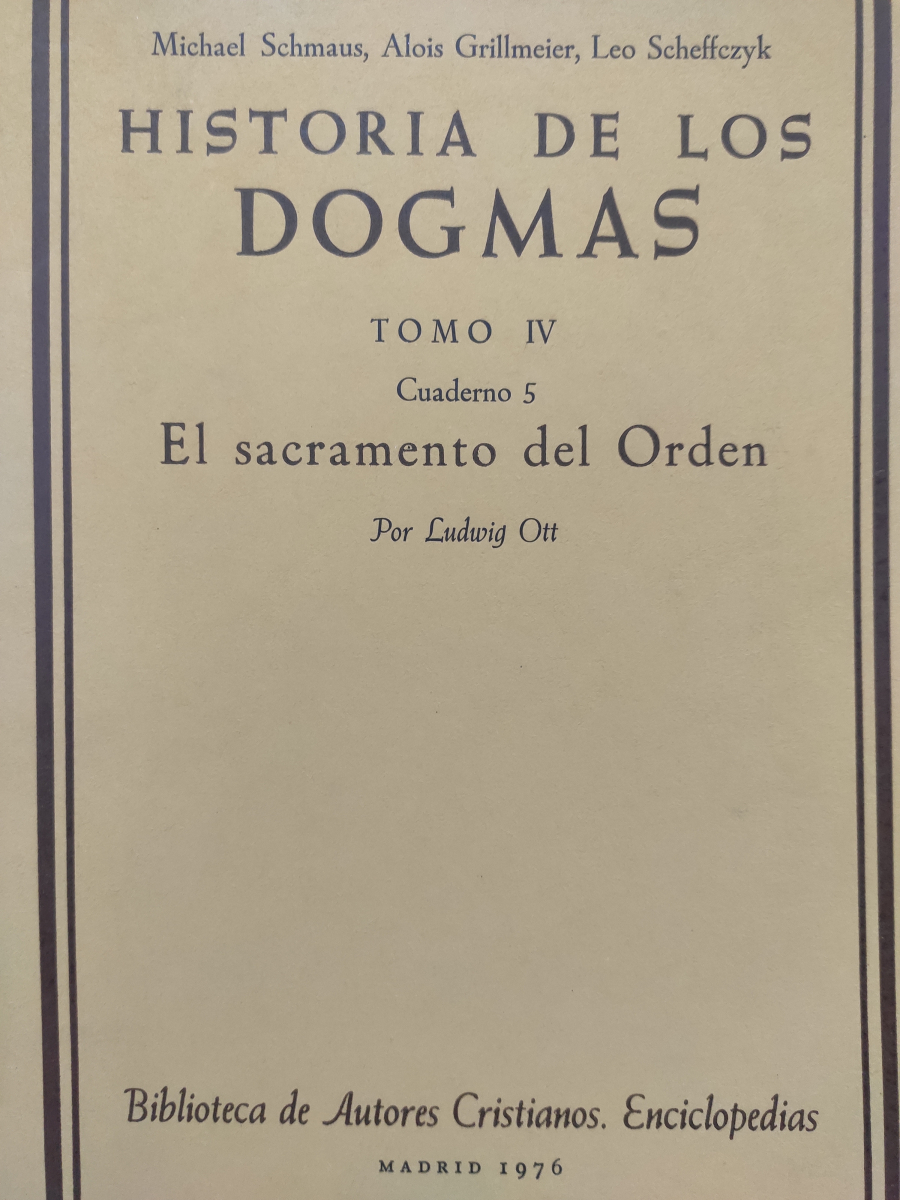 Michael Schmaus, Alois Grillmeier, Leo Scheffczyk
HISTORIA DE LOS
DOGMAS
TOMO IV
Cuaderno 5
El sacramento del Orden
Por Ludwig Ott
Biblioteca de Autores Cristianos. Enciclopedias
MADRID 1976